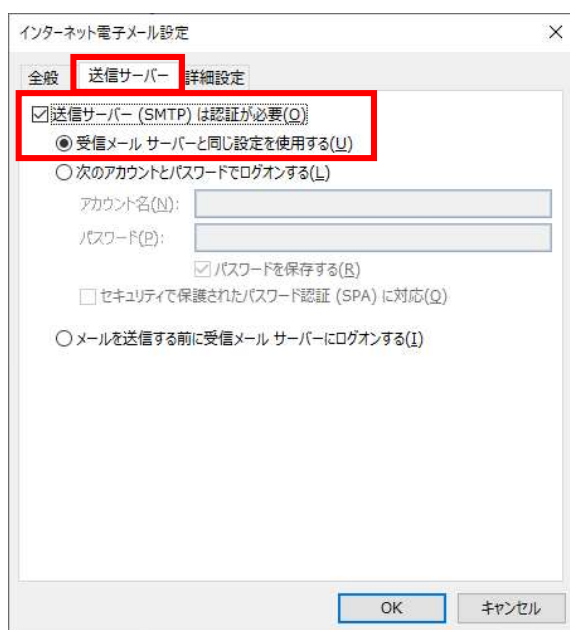 インターネット電子メール設定
全般 送信サーバー 詳細設定
送信サーバー (SMTP) は認証が必要(O)
受信メール サーバーと同じ設定を使用する(U)
次のアカウントとパスワードでログオンする(L)
アカウント名(N):
パスワード(P):
パスワードを保存する(R)
セキュリティで保護されたパスワード認証 (SPA) に対応(Q)
メールを送信する前に受信メール サーバーにログオンする(I)
OK キャンセル